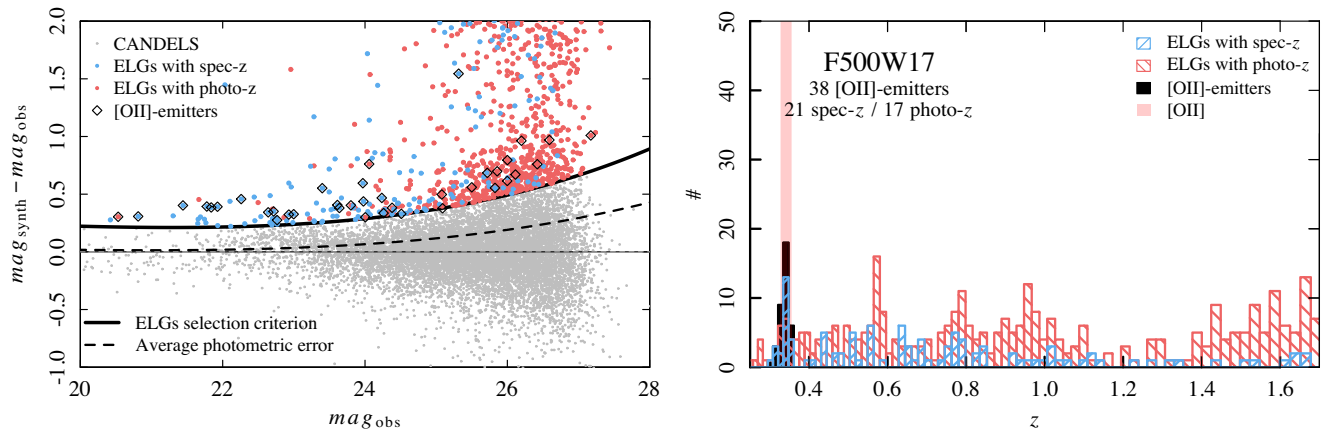 2.0
1.5
1.0
0.5
0.0
-0.5
-1.0
mag_synth − mag_obs
CANDELS
ELGs with spec-z
ELGs with photo-z
[OII]-emitters
ELGs selection criterion
Average photometric error
20 22 24 26 28
mag_obs
50
40
30
20
10
0
#
F500W17
38 [OII]-emitters
21 spec-z / 17 photo-z
ELGs with spec-z
ELGs with photo-z
[OII]-emitters
[OII]
0.4 0.6 0.8 1.0 1.2 1.4 1.6
z